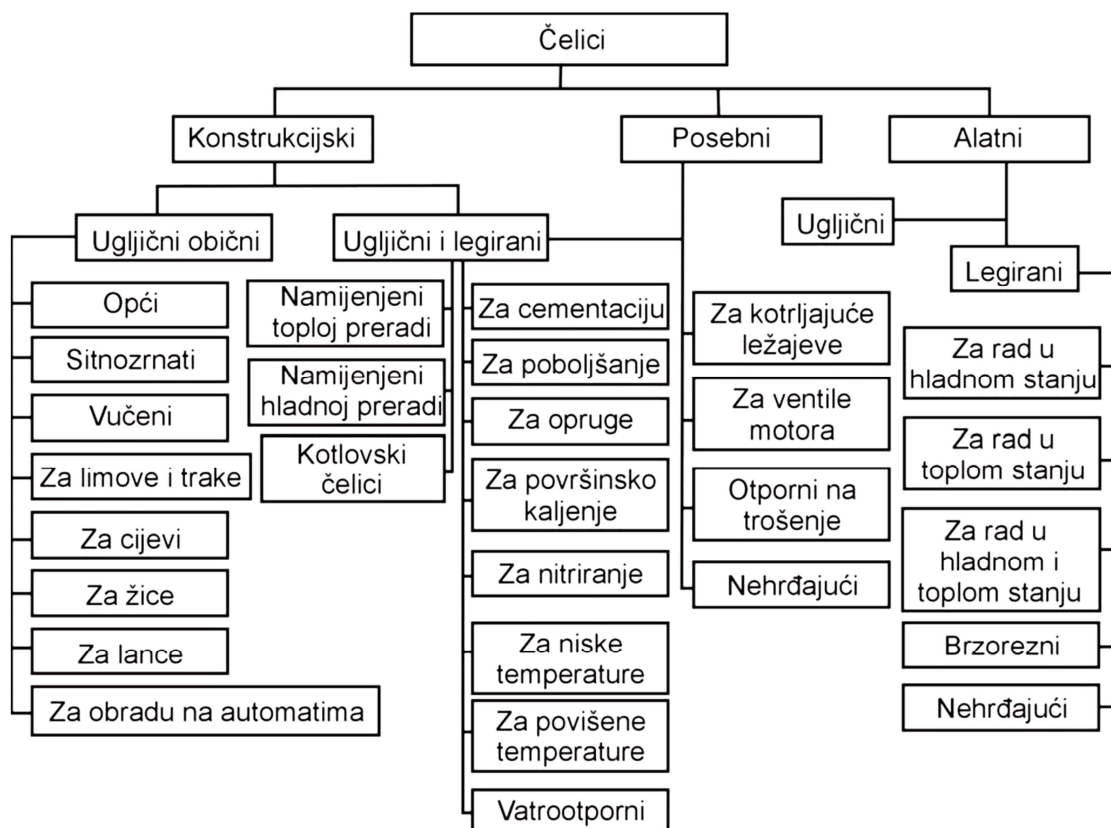 Čelici
Konstrukcijski
Posebni
Alatni
Ugljični obični
Ugljični i legirani
Ugljični
Legirani
Opći
Sitnozrnati
Vučeni
Za limove i trake
Za cijevi
Za žice
Za lance
Za obradu na automatima
Namijenjeni
toploj preradi
Namijenjeni
hladnoj preradi
Kotlovski
čelici
Za cementaciju
Za poboljšanje
Za opruge
Za površinsko
kaljenje
Za nitriranje
Za niske
temperature
Za povišene
temperature
Vatrootporni
Za kotrljajuće
ležajeve
Za ventile
motora
Otporni na
trošenje
Nehrđajući
Za rad u
hladnom stanju
Za rad u
toplom stanju
Za rad u
hladnom i
toplom stanju
Brzorezni
Nehrđajući